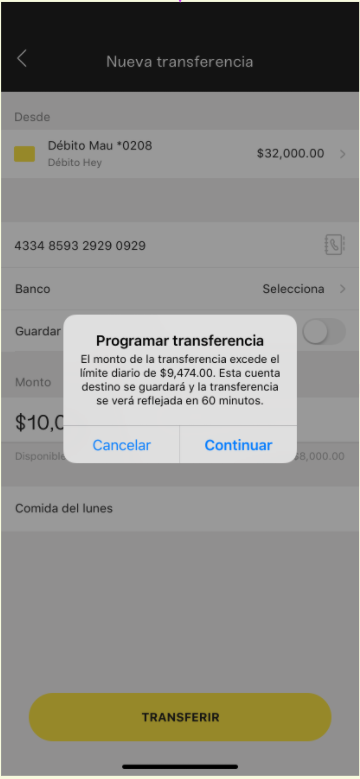 Nueva transferencia
Desde
Débito Mau *0208
$32,000.00
Débito Hey
4334 8593 2929 0929
Banco
Selecciona
Guardar
Programar transferencia
El monto de la transferencia excede el
límite diario de $9,474.00. Esta cuenta
destino se guardará y la transferencia
se verá reflejada en 60 minutos.
Monto
$10,0
Cancelar
Continuar
Disponible
$8,000.00
Comida del lunes
TRANSFERIR